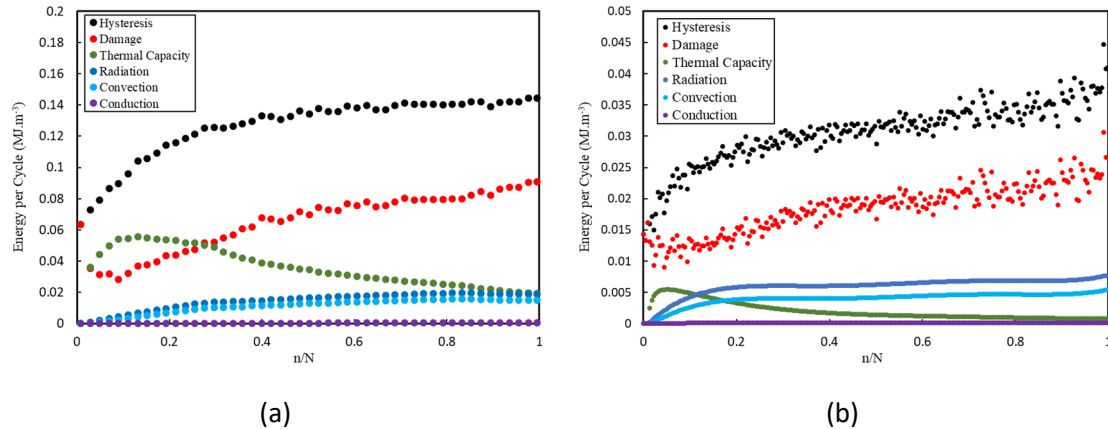 0.2
0.18
0.16
0.14
0.12
0.1
0.08
0.06
0.04
0.02
0
Energy per Cycle (MJ.m-3)
Hysteresis
Damage
Thermal Capacity
Radiation
Convection
Conduction
0 0.2 0.4 0.6 0.8 1
n/N
(a)
0.05
0.045
0.04
0.035
0.03
0.025
0.02
0.015
0.01
0.005
0
Energy per Cycle (MJ.m-3)
Hysteresis
Damage
Thermal Capacity
Radiation
Convection
Conduction
0 0.2 0.4 0.6 0.8 1
n/N
(b)